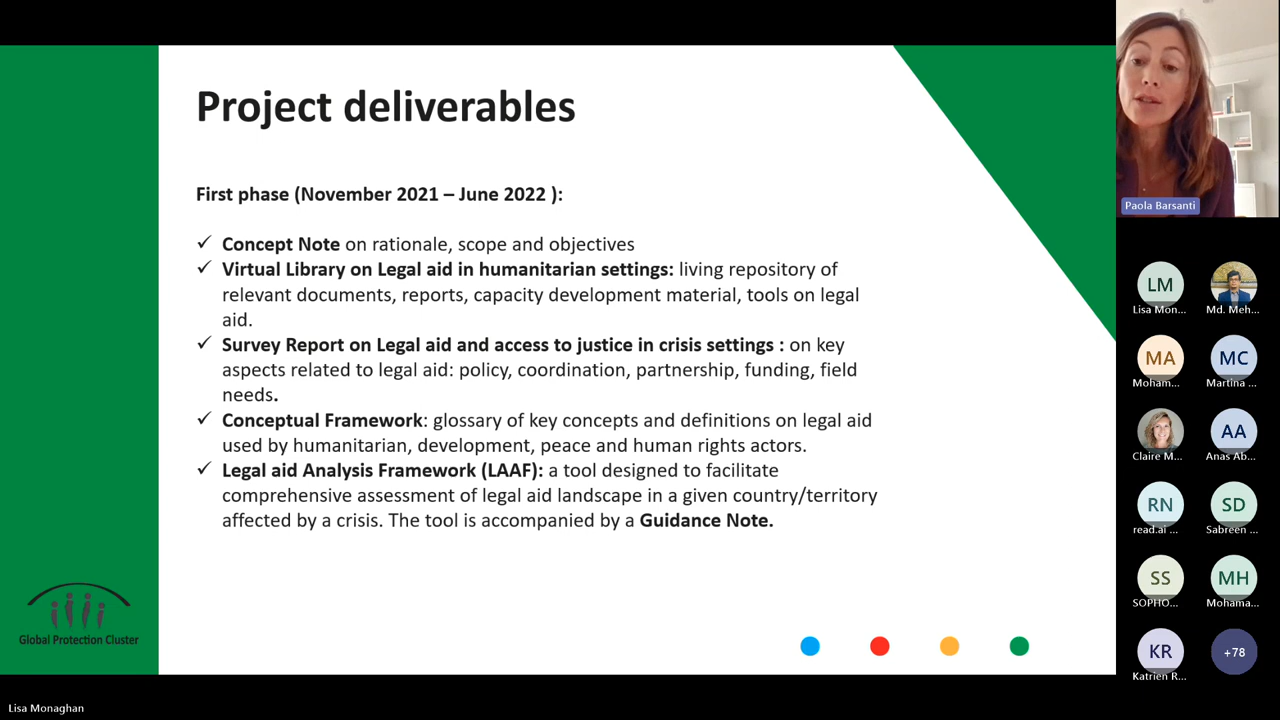 Project deliverables
First phase (November 2021 – June 2022 ):
✓ Concept Note on rationale, scope and objectives
✓ Virtual Library on Legal aid in humanitarian settings: living repository of
relevant documents, reports, capacity development material, tools on legal
aid.
✓ Survey Report on Legal aid and access to justice in crisis settings : on key
aspects related to legal aid: policy, coordination, partnership, funding, field
needs.
✓ Conceptual Framework: glossary of key concepts and definitions on legal aid
used by humanitarian, development, peace and human rights actors.
✓ Legal aid Analysis Framework (LAAF): a tool designed to facilitate
comprehensive assessment of legal aid landscape in a given country/territory
affected by a crisis. The tool is accompanied by a Guidance Note.
Global Protection Cluster
Lisa Monaghan
Paola Barsanti
LM
Lisa Mon...
Md. Meh...
MA
Moham...
MC
Martina ...
Claire M...
AA
Anas Ab...
RN
read.ai ...
SD
Sabreen ...
SS
SOPHO...
MH
Mohama...
KR
Katrien R...
+78